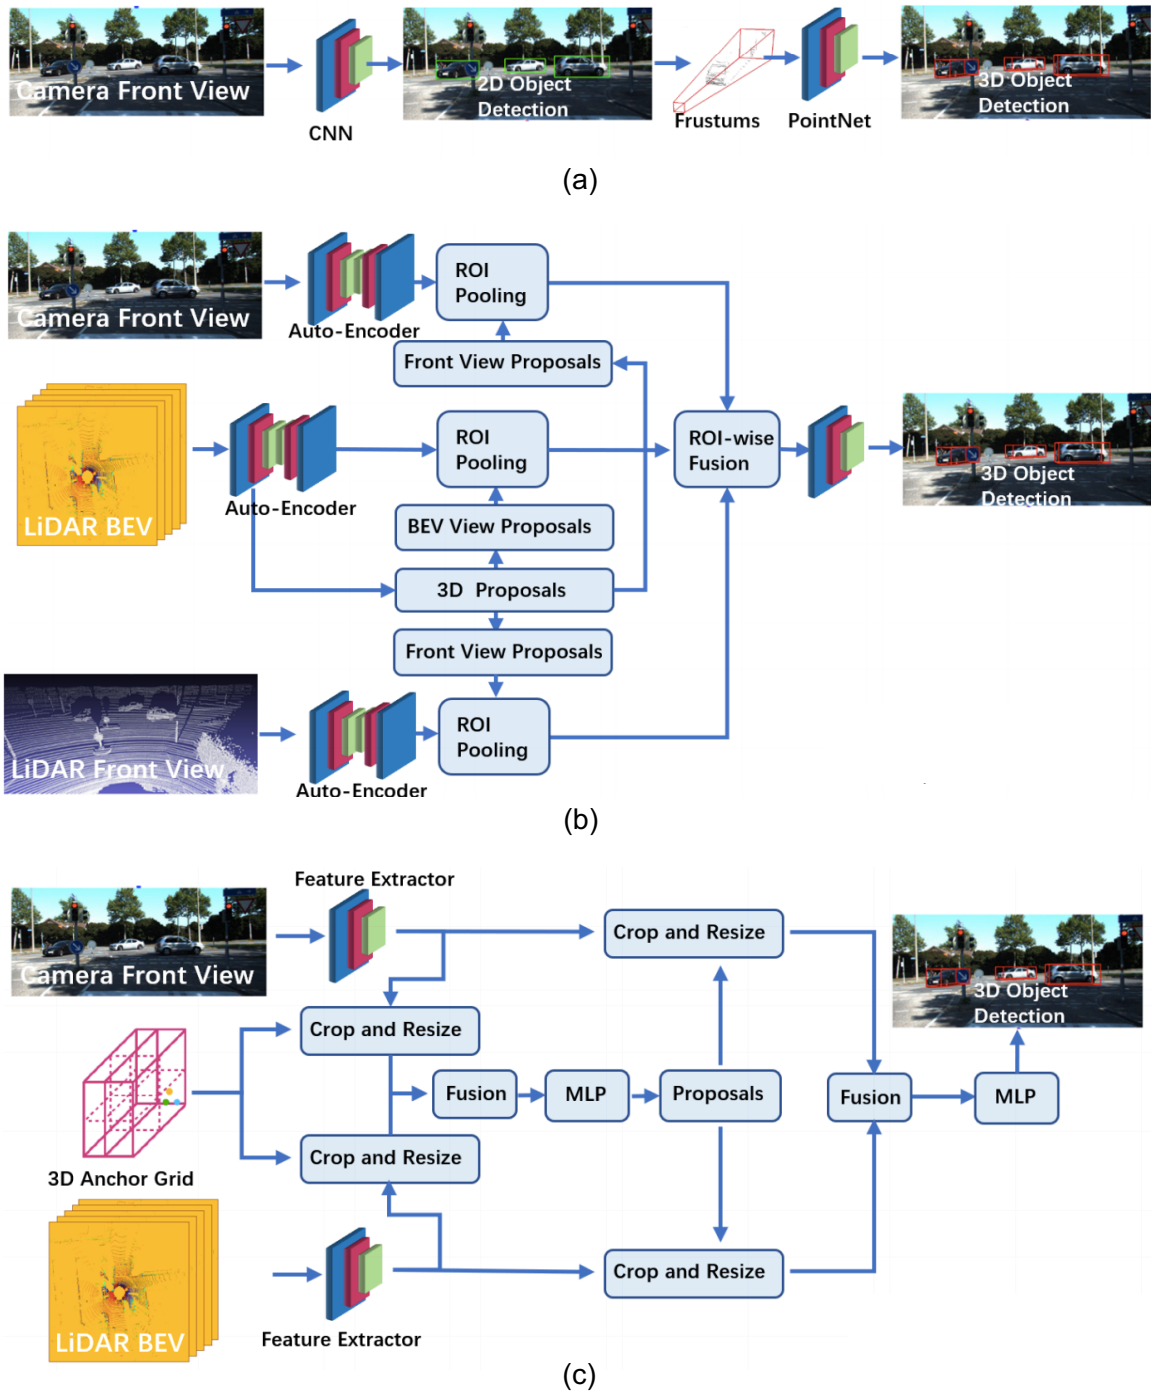 Camera Front View
CNN
2D Object
Detection
Frustums
PointNet
3D Object
Detection
(a)
Camera Front View
Auto-Encoder
ROI
Pooling
Front View Proposals
LiDAR BEV
Auto-Encoder
ROI
Pooling
BEV View Proposals
3D Proposals
Front View Proposals
ROI-wise
Fusion
3D Object
Detection
LiDAR Front View
Auto-Encoder
ROI
Pooling
(b)
Feature Extractor
Camera Front View
Crop and Resize
Crop and Resize
3D Object
Detection
Fusion
MLP
Proposals
Fusion
MLP
Crop and Resize
3D Anchor Grid
LiDAR BEV
Feature Extractor
Crop and Resize
(c)